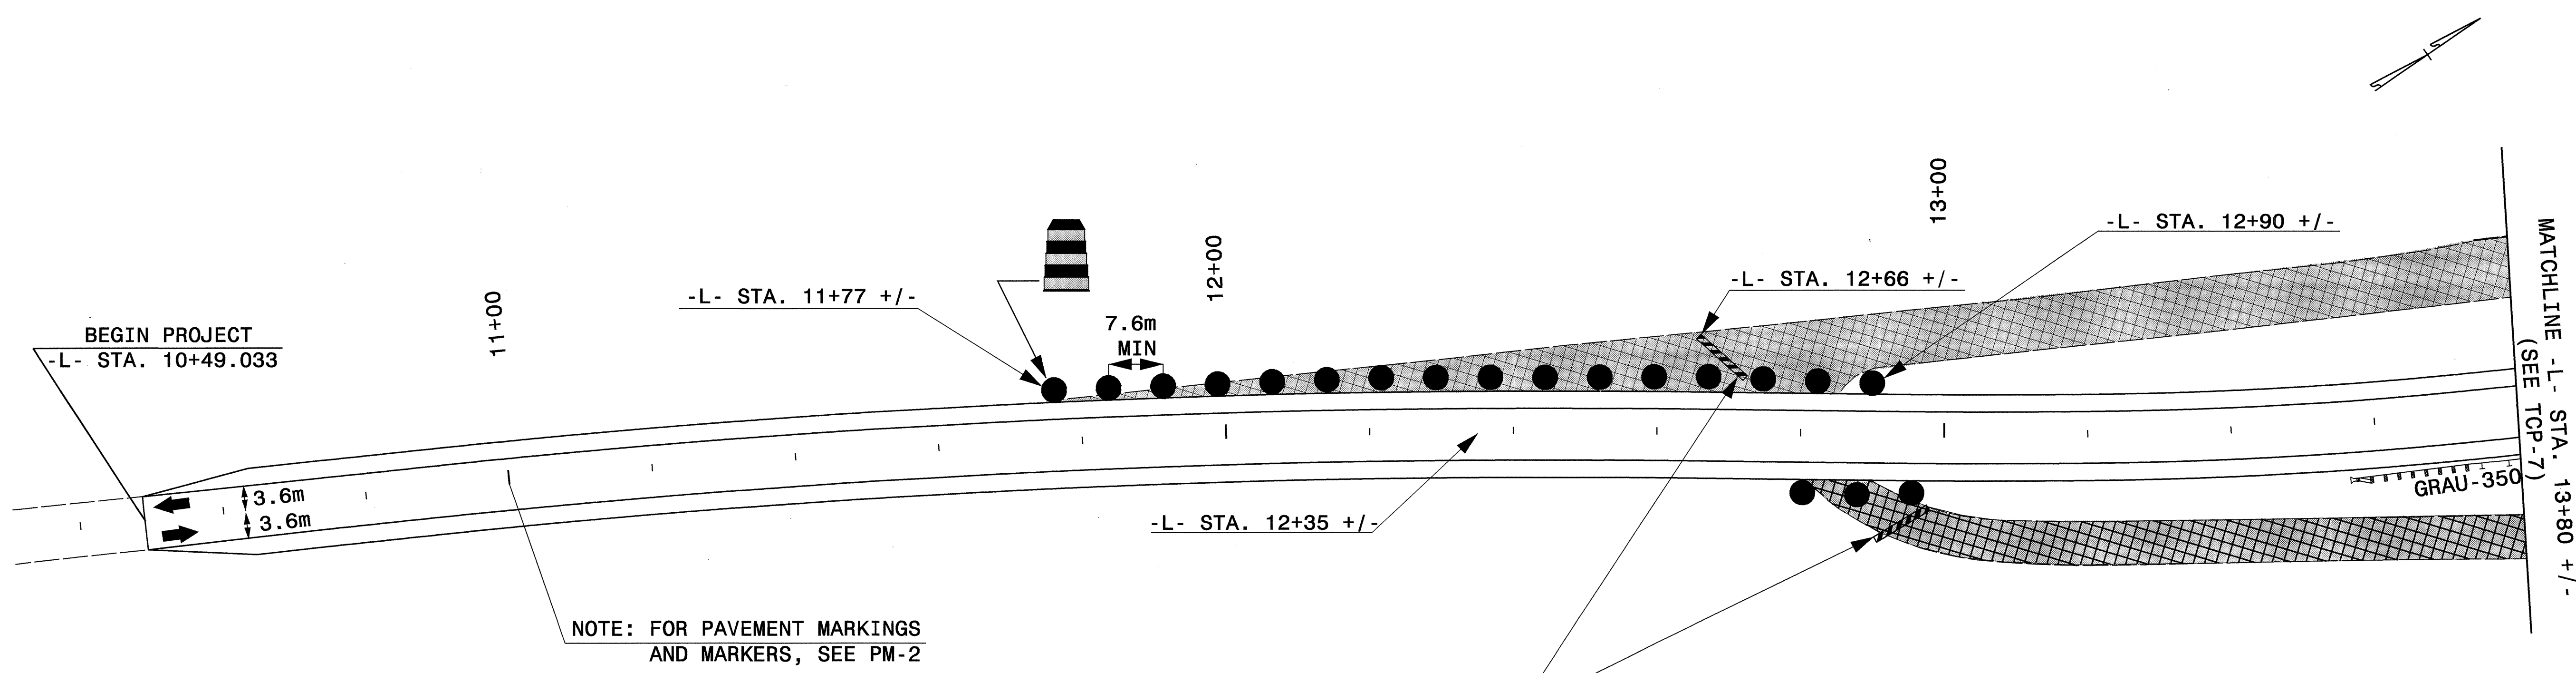 BEGIN PROJECT
-L- STA. 10+49.033
3.6m
3.6m
11+00
NOTE: FOR PAVEMENT MARKINGS
AND MARKERS, SEE PM-2
-L- STA. 11+77 +/-
7.6m
MIN
12+00
-L- STA. 12+35 +/-
-L- STA. 12+66 +/-
13+00
-L- STA. 12+90 +/-
GRAU-350
MATCHLINE -L- STA. 13+80 +/-
(SEE TCP-7)